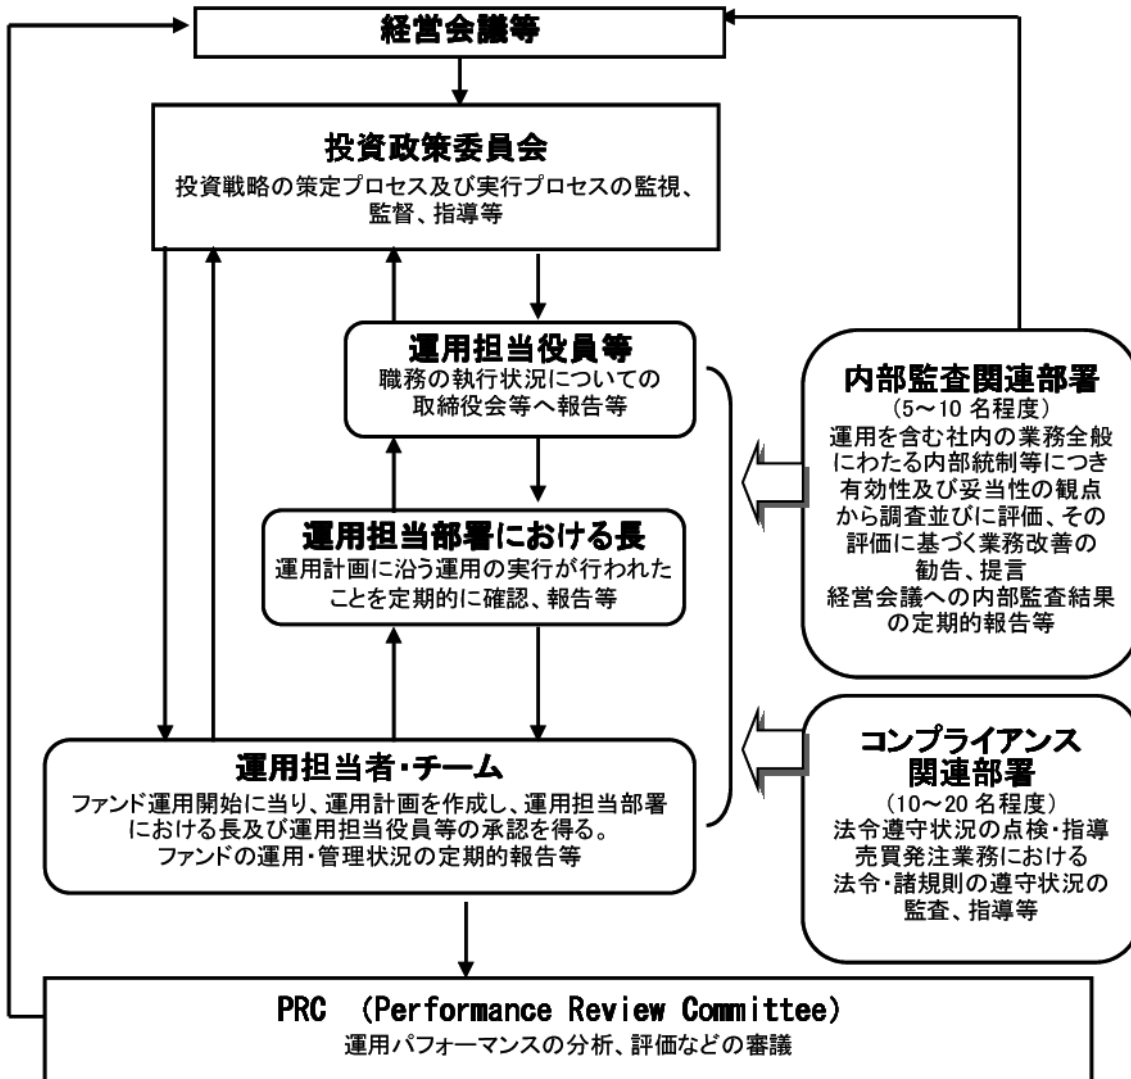 経営会議等
投資政策委員会
投資戦略の策定プロセス及び実行プロセスの監視、
監督、指導等
運用担当役員等
職務の執行状況についての
取締役会等へ報告等
運用担当部署における長
運用計画に沿う運用の実行が行われた
ことを定期的に確認、報告等
運用担当者・チーム
ファンド運用開始に当り、運用計画を作成し、運用担当部署
における長及び運用担当役員等の承認を得る。
ファンドの運用・管理状況の定期的報告等
内部監査関連部署
(5~10 名程度)
運用を含む社内の業務全般
にわたる内部統制等につき
有効性及び妥当性の観点
から調査並びに評価、その
評価に基づく業務改善の
勧告、提言
経営会議への内部監査結果
の定期的報告等
コンプライアンス
関連部署
(10~20 名程度)
法令遵守状況の点検・指導
売買発注業務における
法令・諸規則の遵守状況の
監査、指導等
PRC (Performance Review Committee)
運用パフォーマンスの分析、評価などの審議